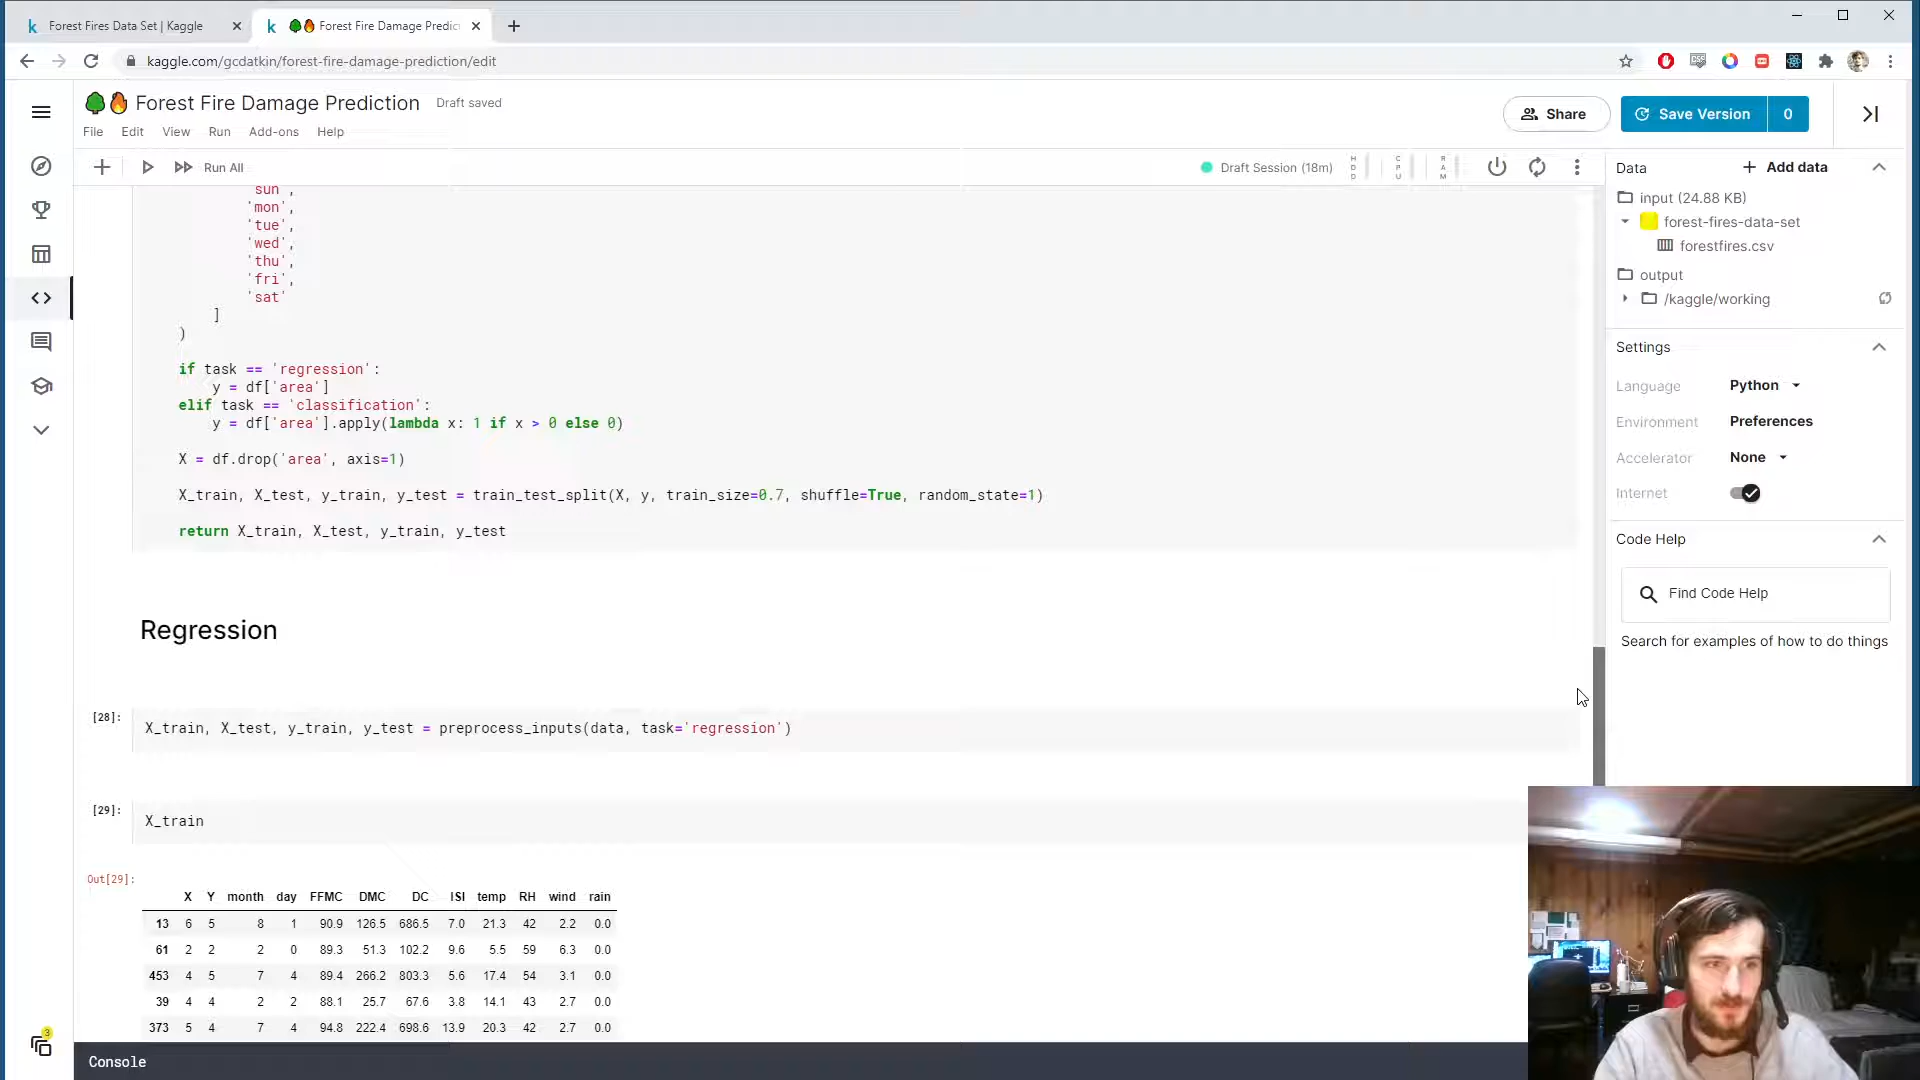 Forest Fires Data Set | Kaggle
Forest Fire Damage Predic
kaggle.com/gcdatkin/forest-fire-damage-prediction/edit
Forest Fire Damage Prediction
Draft saved
File Edit View Run Add-ons Help
Share
Save Version 0
Run All
Draft Session (18m)
HDD
CPU
RAM
'sun',
'mon',
'tue',
'wed',
'thu',
'fri',
'sat'
]
)
if task == 'regression':
y = df['area']
elif task == 'classification':
y = df['area'].apply(lambda x: 1 if x > 0 else 0)
X = df.drop('area', axis=1)
X_train, X_test, y_train, y_test = train_test_split(X, y, train_size=0.7, shuffle=True, random_state=1)
return X_train, X_test, y_train, y_test
Regression
[28]:
X_train, X_test, y_train, y_test = preprocess_inputs(data, task='regression')
[29]:
X_train
Out[29]:
X Y month day FFMC DMC DC ISI temp RH wind rain
13 6 5 8 1 90.9 126.5 686.5 7.0 21.3 42 2.2 0.0
61 2 2 2 0 89.3 51.3 102.2 9.6 5.5 59 6.3 0.0
453 4 5 7 4 89.4 266.2 803.3 5.6 17.4 54 3.1 0.0
39 4 4 2 2 88.1 25.7 67.6 3.8 14.1 43 2.7 0.0
373 5 4 7 4 94.8 222.4 698.6 13.9 20.3 42 2.7 0.0
3
Console
Data
Add data
input (24.88 KB)
forest-fires-data-set
forestfires.csv
output
/kaggle/working
Settings
Language Python
Environment Preferences
Accelerator None
Internet
Code Help
Find Code Help
Search for examples of how to do things